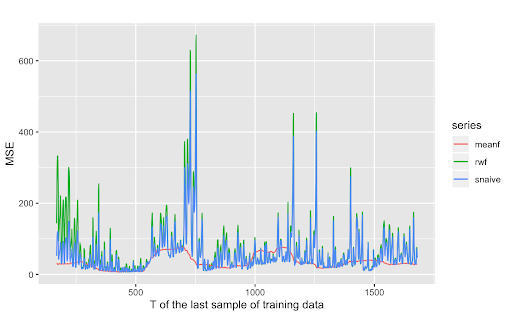 600
400
200
0
MSE
500
1000
1500
T of the last sample of training data
series
meanf
rwf
snaive